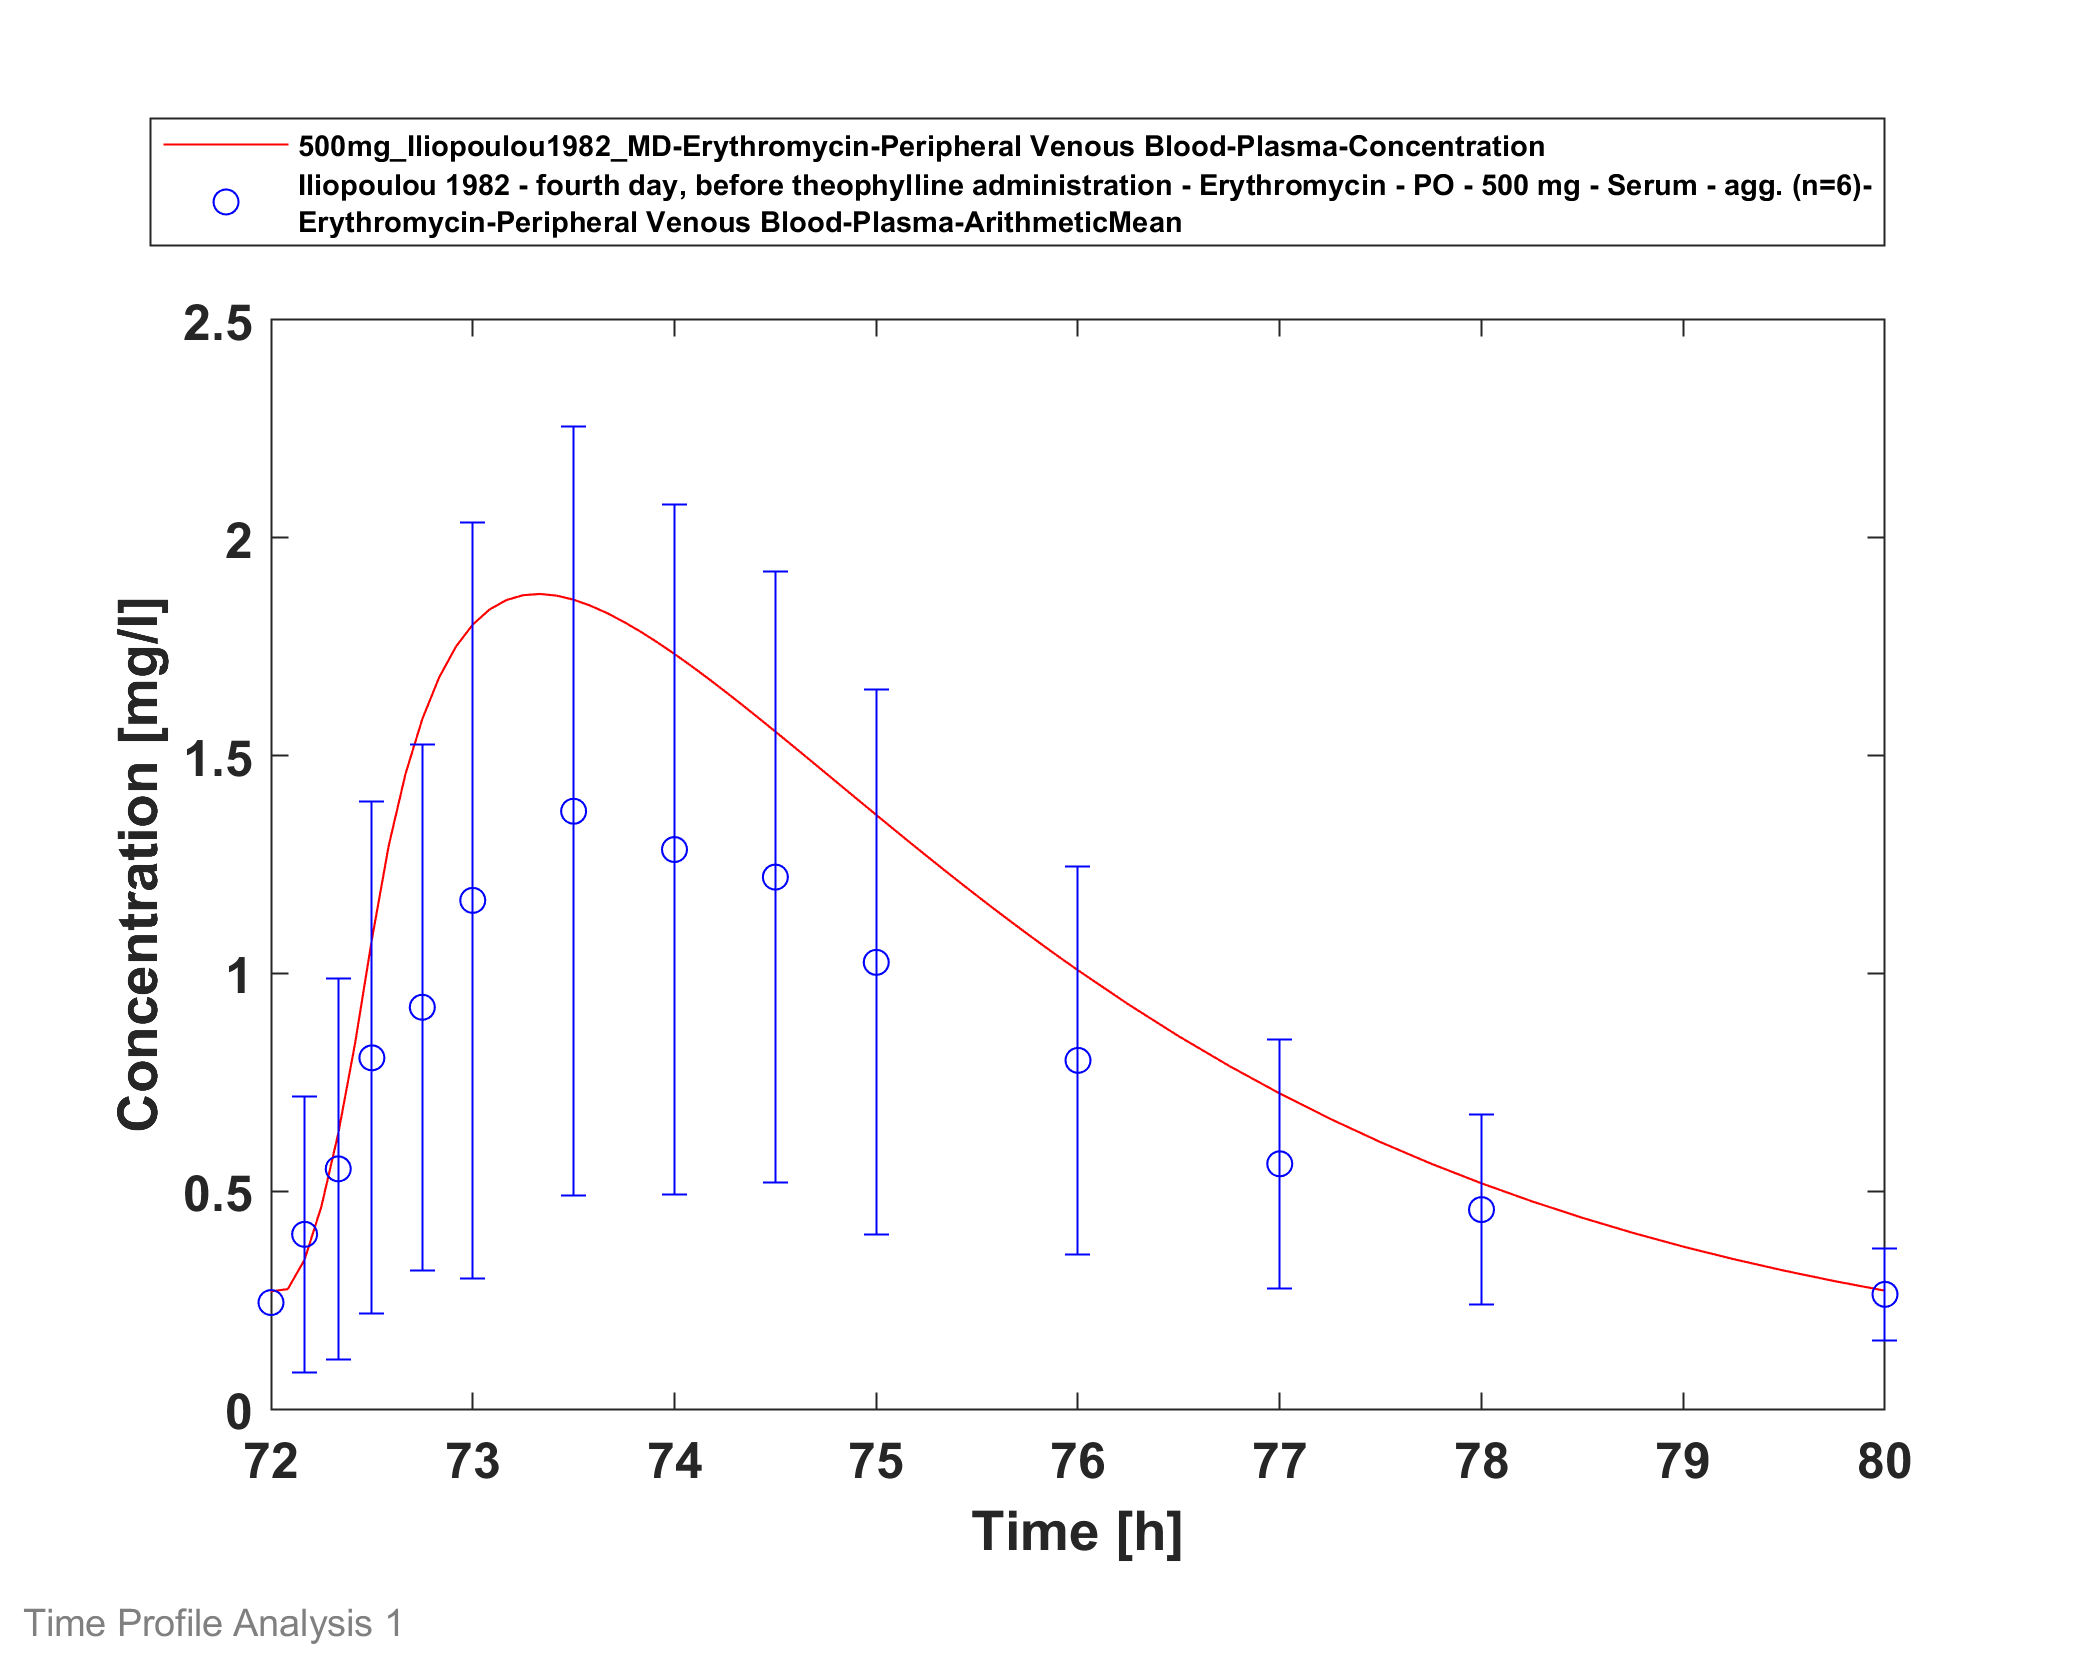 500mg_Iliopoulou1982_MD-Erythromycin-Peripheral Venous Blood-Plasma-Concentration
Iliopoulou 1982 - fourth day, before theophylline administration - Erythromycin - PO - 500 mg - Serum - agg. (n=6)-
Erythromycin-Peripheral Venous Blood-Plasma-ArithmeticMean
2.5
2
1.5
1
0.5
0
Concentration [mg/l]
72 73 74 75 76 77 78 79 80
Time [h]
Time Profile Analysis 1